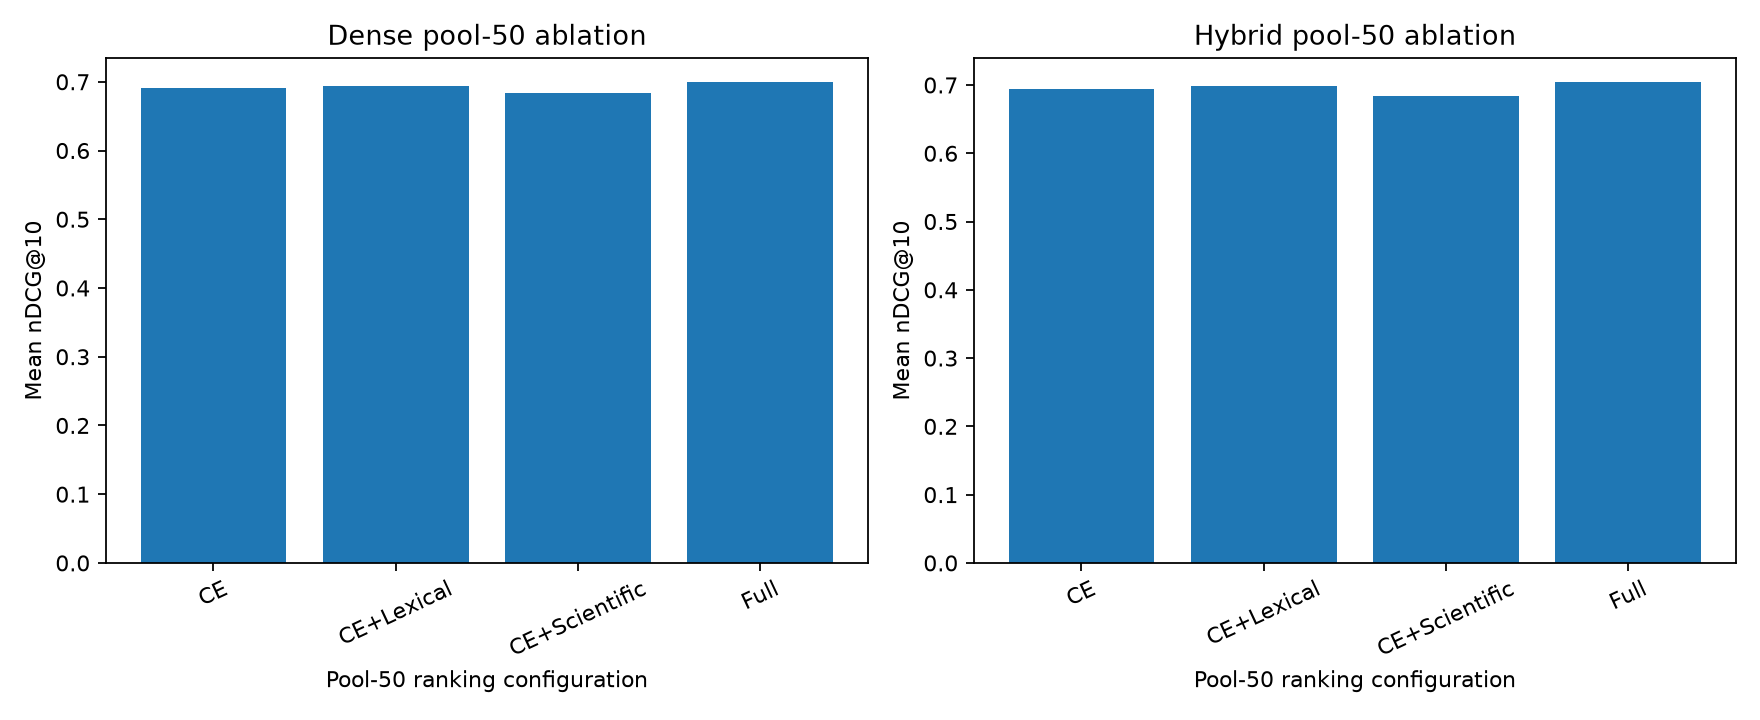 Dense pool-50 ablation
Mean nDCG@10
0.7
0.6
0.5
0.4
0.3
0.2
0.1
0.0
CE
CE+Lexical
CE+Scientific
Full
Pool-50 ranking configuration
Hybrid pool-50 ablation
Mean nDCG@10
0.7
0.6
0.5
0.4
0.3
0.2
0.1
0.0
CE
CE+Lexical
CE+Scientific
Full
Pool-50 ranking configuration